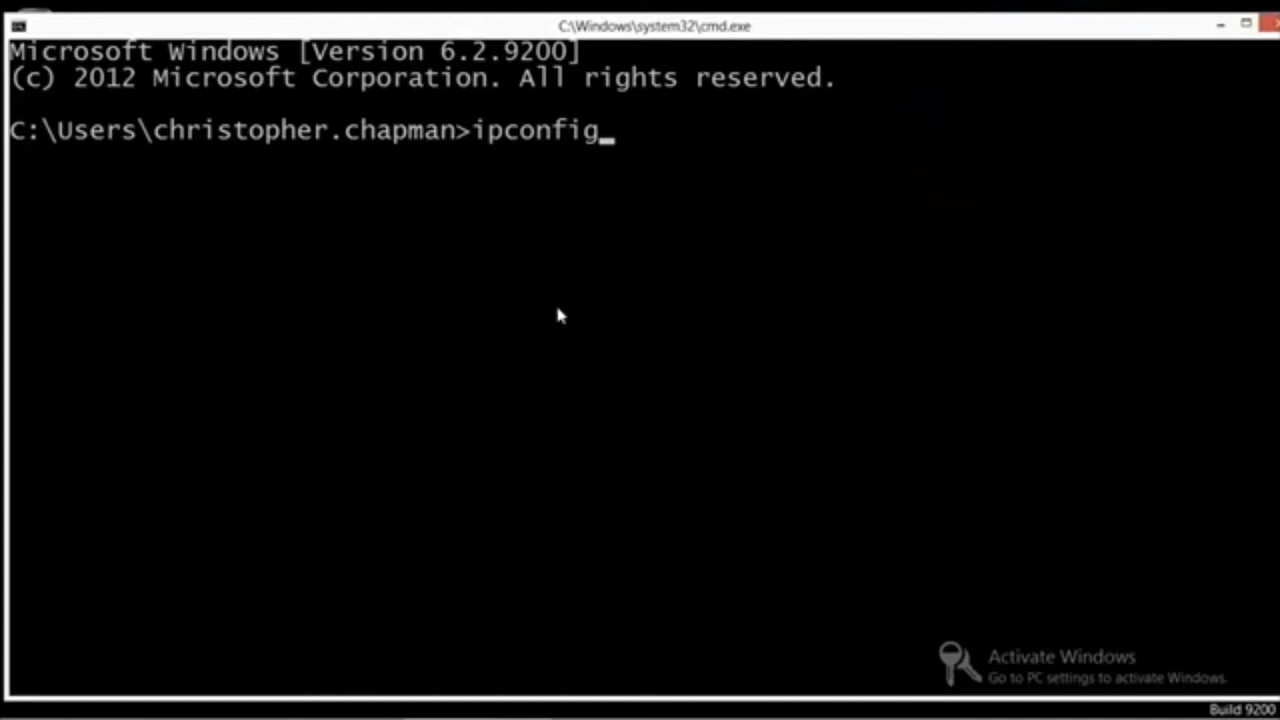 C:\Windows\system32\cmd.exe
Microsoft Windows [Version 6.2.9200]
(c) 2012 Microsoft Corporation. All rights reserved.
C:\Users\christopher.chapman>ipconfig_
Activate Windows
Go to PC settings to activate Windows.
Build 9200